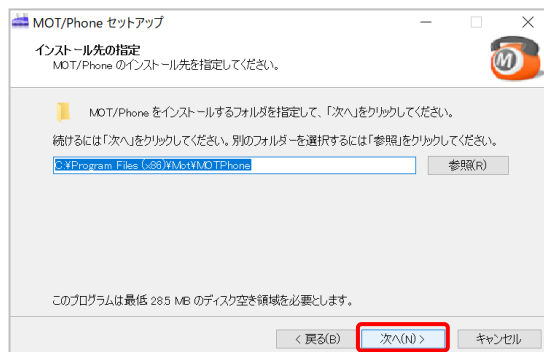 MOT/Phone セットアップ
インストール先の指定
MOT/Phone のインストール先を指定してください。
M
MOT/Phone をインストールするフォルダを指定して、「次へ」をクリックしてください。
続けるには「次へ」をクリックしてください。別のフォルダーを選択するには「参照」をクリックしてください。
C:¥Program Files (x86)¥Mot¥MOTPhone
参照(R)
このプログラムは最低 28.5 MB のディスク空き領域を必要とします。
< 戻る(B)
次へ(N) >
キャンセル